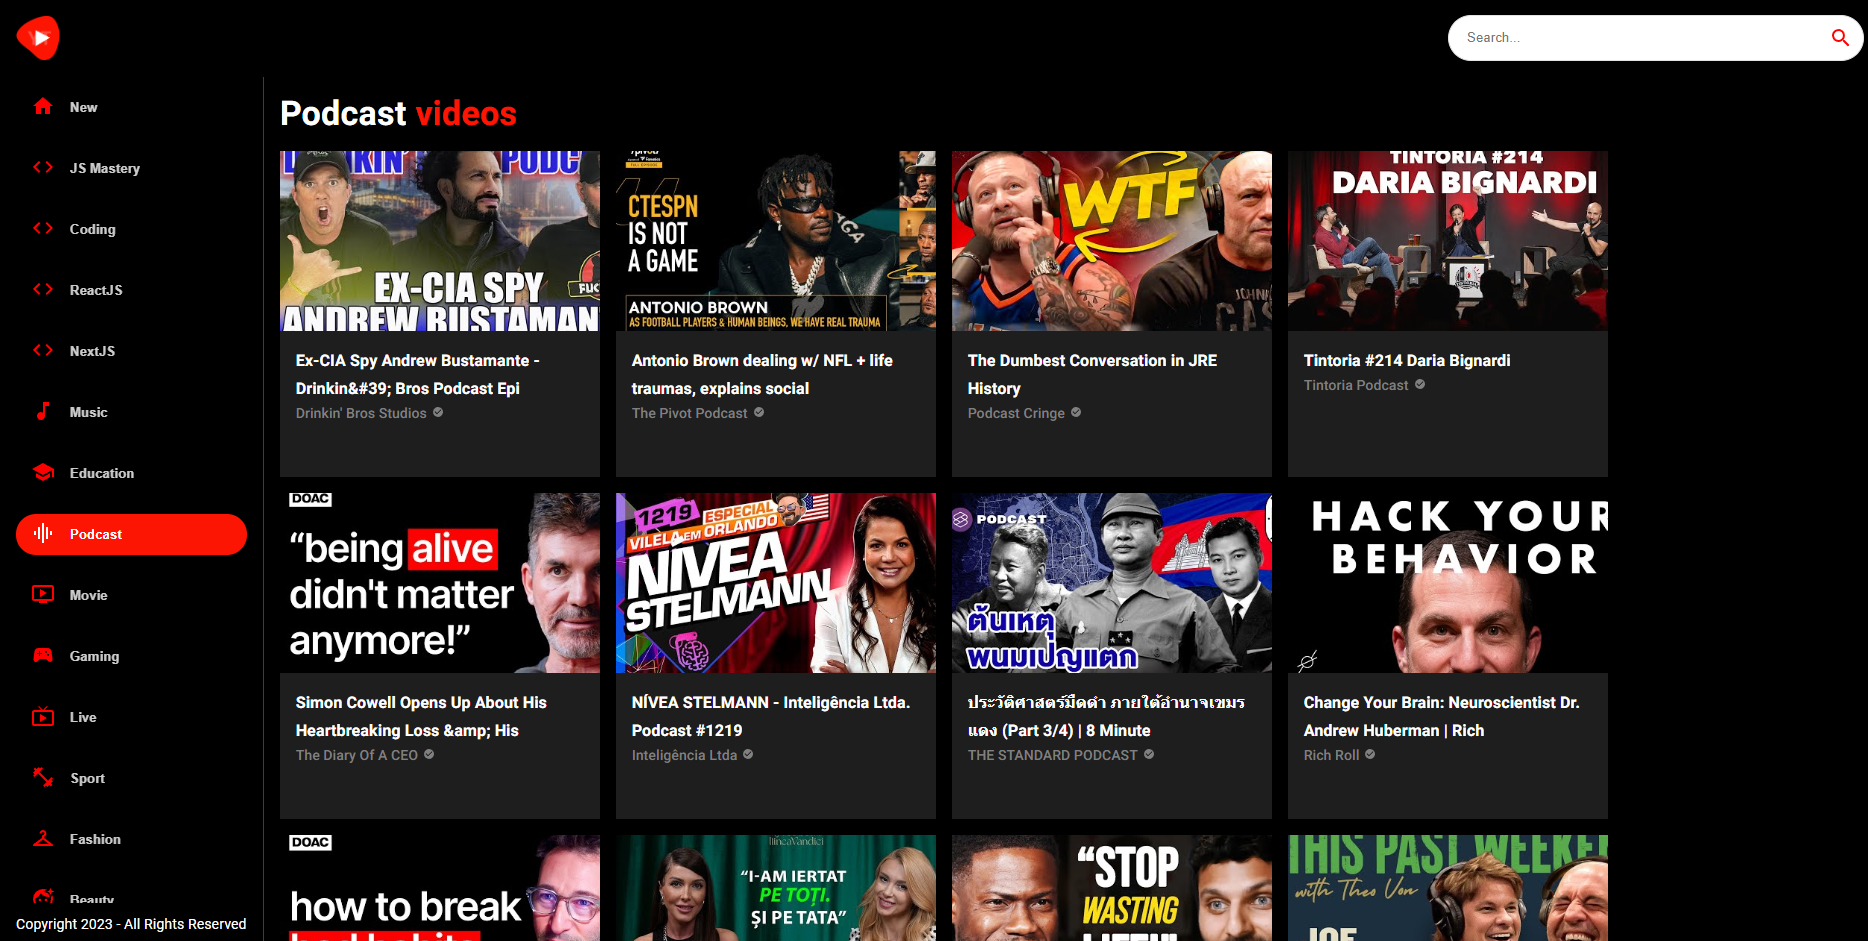 Search...
New
JS Mastery
Coding
ReactJS
NextJS
Music
Education
Podcast
Movie
Gaming
Live
Sport
Fashion
Beauty
Copyright 2023 - All Rights Reserved
Podcast videos
DRINKIN' PODC
EX-CIA SPY
ANDREW BUSTAMAN
Ex-CIA Spy Andrew Bustamante -
Drinkin&#39; Bros Podcast Epi
Drinkin' Bros Studios
FULL EPISODE
CTESPN
IS NOT
A GAME
ANTONIO BROWN
AS FOOTBALL PLAYERS & HUMAN BEINGS, WE HAVE REAL TRAUMA
Antonio Brown dealing w/ NFL + life
traumas, explains social
The Pivot Podcast
WTF
The Dumbest Conversation in JRE
History
Podcast Cringe
TINTORIA #214
DARIA BIGNARDI
Tintoria #214 Daria Bignardi
Tintoria Podcast
DOAC
“being alive
didn't matter
anymore!”
Simon Cowell Opens Up About His
Heartbreaking Loss &amp; His
The Diary Of A CEO
1219 ESPECIAL
VILELA EM ORLANDO
NÍVEA
STELMANN
NÍVEA STELMANN - Inteligência Ltda.
Podcast #1219
Inteligência Ltda
PODCAST
ต้นเหตุ
พนมเปญแตก
ประวัติศาสตร์มืดดำ ภายใต้อำนาจเขมร
แดง (Part 3/4) | 8 Minute
THE STANDARD PODCAST
HACK YOUR
BEHAVIOR
Change Your Brain: Neuroscientist Dr.
Andrew Huberman | Rich
Rich Roll
DOAC
how to break
bad habits
“I-AM IERTAT
PE TOȚI.
ȘI PE TATA”
“STOP
WASTING
THIS PAST WEEKE
with Theo Von
JOE